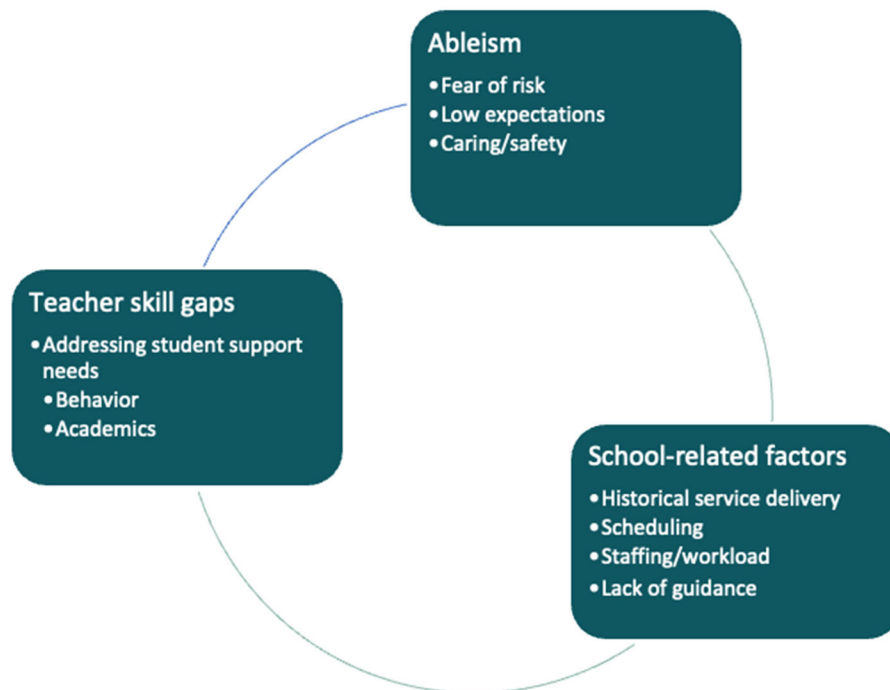 Ableism
•Fear of risk
•Low expectations
•Caring/safety
Teacher skill gaps
•Addressing student support
needs
•Behavior
•Academics
School-related factors
•Historical service delivery
•Scheduling
•Staffing/workload
•Lack of guidance